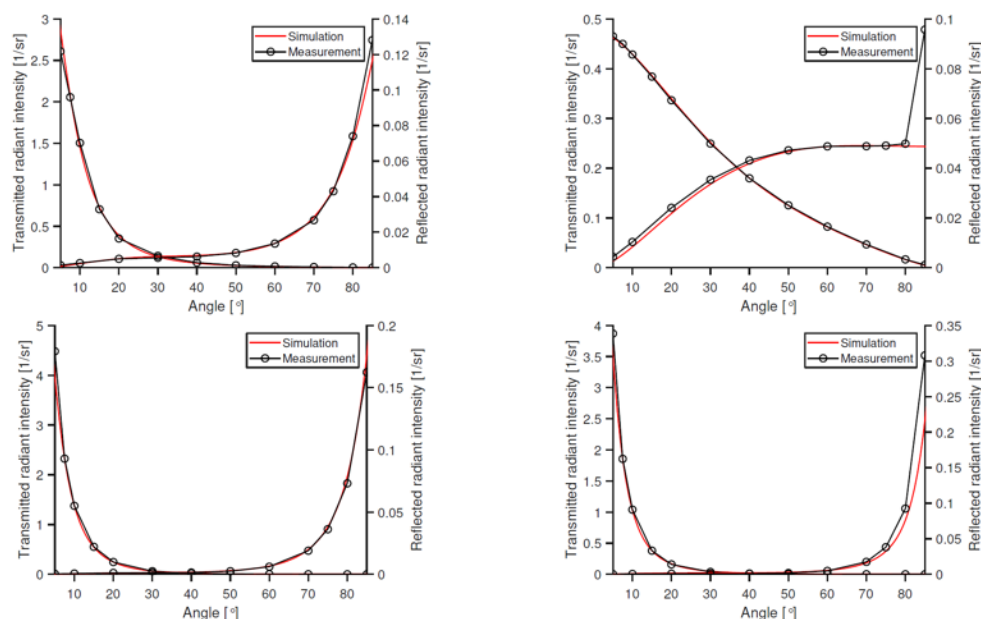 Transmitted radiant intensity [1/sr]
3
2.5
2
1.5
1
0.5
0
Simulation
Measurement
0.14
0.12
0.1
0.08
0.06
0.04
0.02
0
Reflected radiant intensity [1/sr]
10 20 30 40 50 60 70 80
Angle [°]
Transmitted radiant intensity [1/sr]
0.5
0.4
0.3
0.2
0.1
0
Simulation
Measurement
0.1
0.08
0.06
0.04
0.02
0
Reflected radiant intensity [1/sr]
10 20 30 40 50 60 70 80
Angle [°]
Transmitted radiant intensity [1/sr]
5
4
3
2
1
0
Simulation
Measurement
0.2
0.15
0.1
0.05
0
Reflected radiant intensity [1/sr]
10 20 30 40 50 60 70 80
Angle [°]
Transmitted radiant intensity [1/sr]
4
3.5
3
2.5
2
1.5
1
0.5
0
Simulation
Measurement
0.35
0.3
0.25
0.2
0.15
0.1
0.05
0
Reflected radiant intensity [1/sr]
10 20 30 40 50 60 70 80
Angle [°]